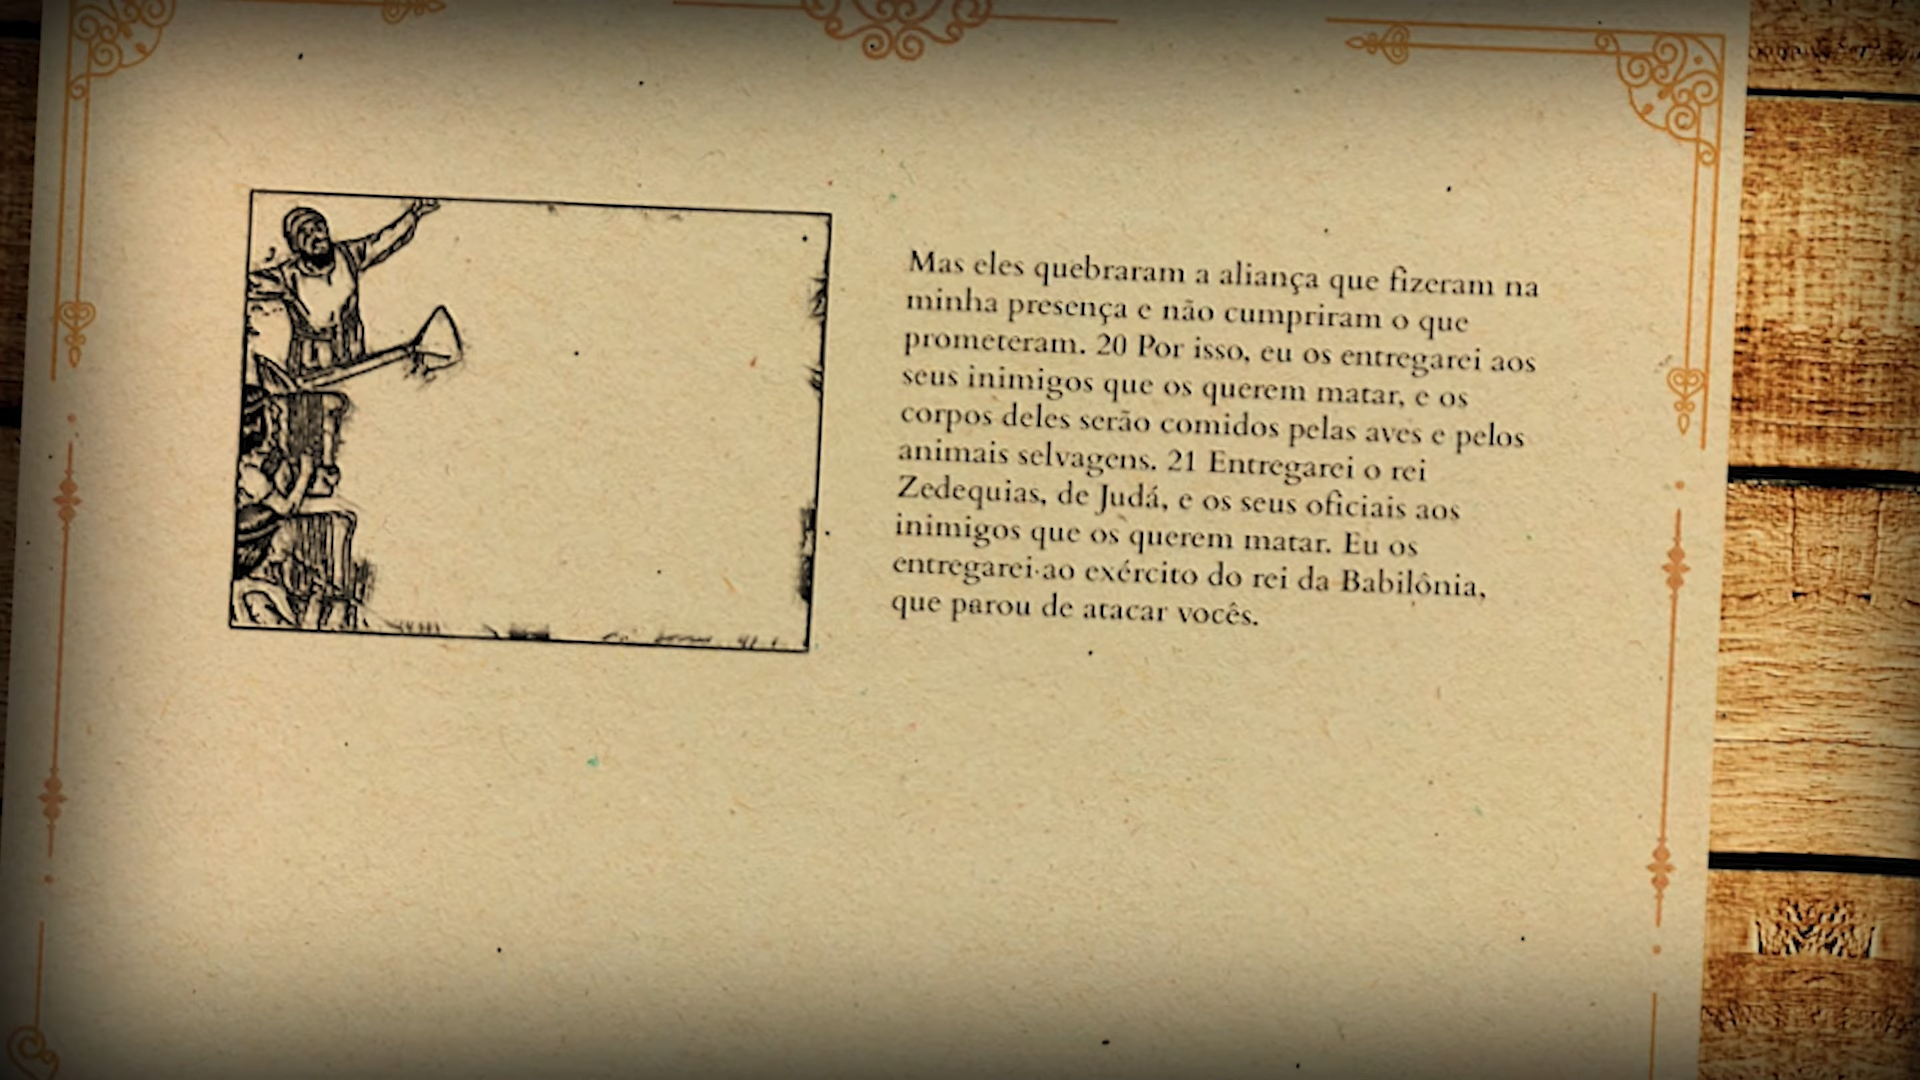 Mas eles quebraram a aliança que fizeram na
minha presença e não cumpriram o que
prometeram. 20 Por isso, eu os entregarei aos
seus inimigos que os querem matar, e os
corpos deles serão comidos pelas aves e pelos
animais selvagens. 21 Entregarei o rei
Zedequias, de Judá, e os seus oficiais aos
inimigos que os querem matar. Eu os
entregarei ao exército do rei da Babilônia,
que parou de atacar vocês.